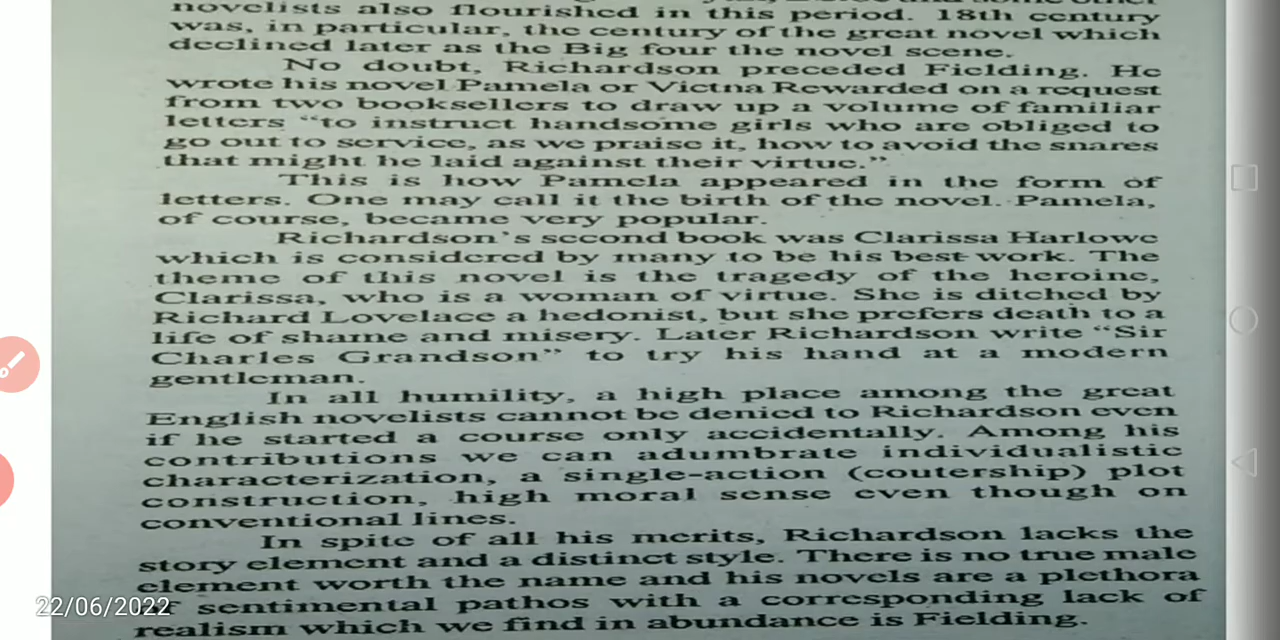 novelists also flourished in this period. 18th century
was, in particular, the century of the great novel which
declined later as the Big four the novel scene.
No doubt, Richardson preceded Fielding. He
wrote his novel Pamela or Victna Rewarded on a request
from two booksellers to draw up a volume of familiar
letters "to instruct handsome girls who are obliged to
go out to service, as we praise it, how to avoid the snares
that might he laid against their virtue."
This is how Pamela appeared in the form of
letters. One may call it the birth of the novel. Pamela,
of course, became very popular.
Richardson's second book was Clarissa Harlowe
which is considered by many to be his best work. The
theme of this novel is the tragedy of the heroine,
Clarissa, who is a woman of virtue. She is ditched by
Richard Lovelace a hedonist, but she prefers death to a
life of shame and misery. Later Richardson write "Sir
Charles Grandson" to try his hand at a modern
gentleman.
In all humility, a high place among the great
English novelists cannot be denied to Richardson even
if he started a course only accidentally. Among his
contributions we can adumbrate individualistic
characterization, a single-action (coutership) plot
construction, high moral sense even though on
conventional lines.
In spite of all his merits, Richardson lacks the
story element and a distinct style. There is no true male
element worth the name and his novels are a plethora
sentimental pathos with a corresponding lack of
realism which we find in abundance is Fielding.
22/06/2022